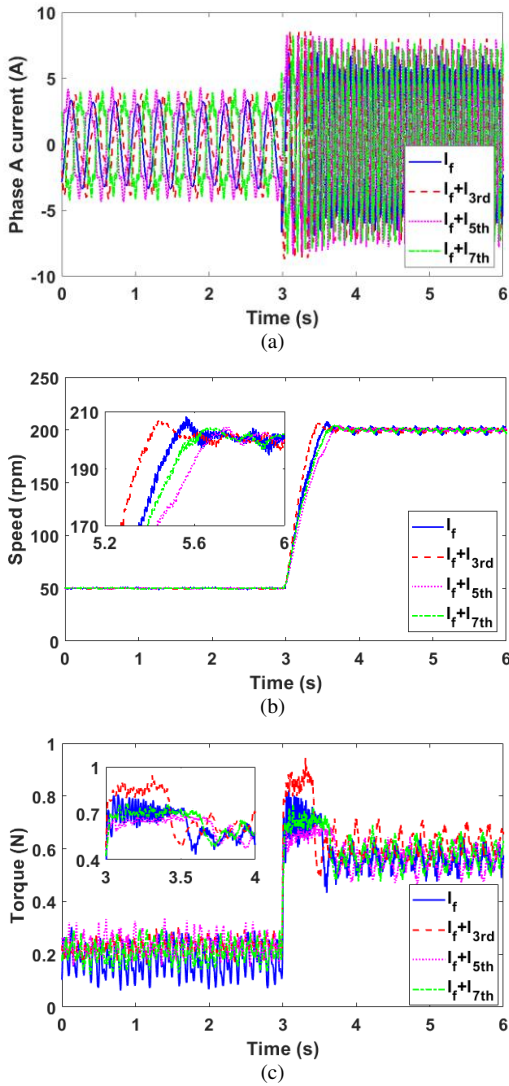 10
5
0
-5
-10
Phase A current (A)
I_f
I_f+I_3rd
I_f+I_5th
I_f+I_7th
0 1 2 3 4 5 6
Time (s)
(a)
250
200
150
100
50
0
Speed (rpm)
210
190
170
5.2 5.6 6
I_f
I_f+I_3rd
I_f+I_5th
I_f+I_7th
0 1 2 3 4 5 6
Time (s)
(b)
1
0.8
0.6
0.4
0.2
0
Torque (N)
1
0.7
0.4
3 3.5 4
I_f
I_f+I_3rd
I_f+I_5th
I_f+I_7th
0 1 2 3 4 5 6
Time (s)
(c)